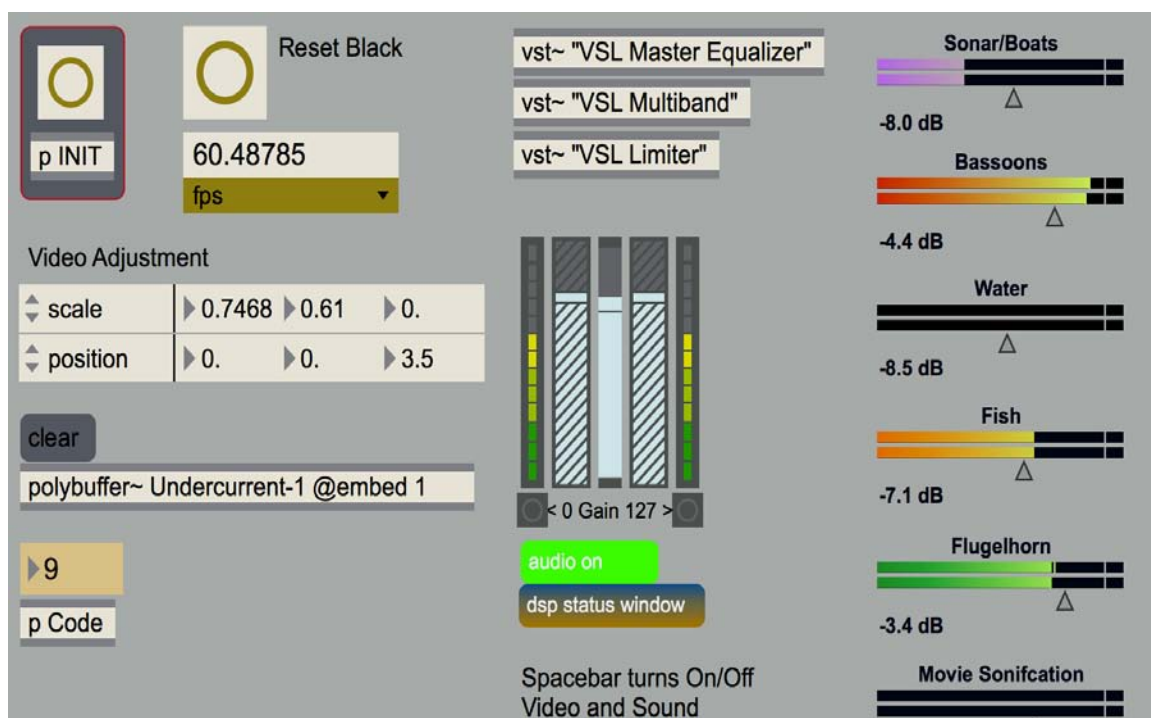 p INIT
Reset Black
60.48785
fps
Video Adjustment
scale 0.7468 0.61 0.
position 0. 0. 3.5
clear
polybuffer~ Undercurrent-1 @embed 1
9
p Code
vst~ "VSL Master Equalizer"
vst~ "VSL Multiband"
vst~ "VSL Limiter"
< 0 Gain 127 >
audio on
dsp status window
Spacebar turns On/Off
Video and Sound
Sonar/Boats
-8.0 dB
Bassoons
-4.4 dB
Water
-8.5 dB
Fish
-7.1 dB
Flugelhorn
-3.4 dB
Movie Sonifcation